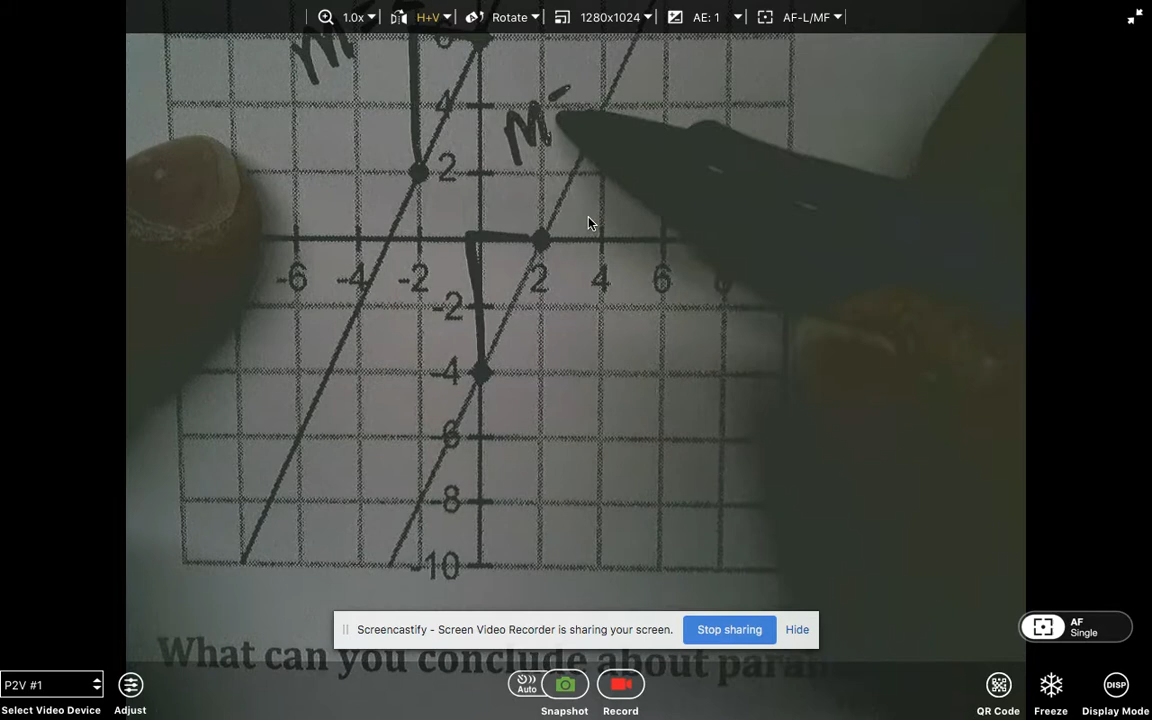 1.0x H+V Rotate 1280x1024 AE: 1 AF-L/MF
M
6
4
M
2
-6 -4 -2 2 4 6
-2
-4
-6
-8
-10
Screencastify - Screen Video Recorder is sharing your screen. Stop sharing Hide
AF
Single
What can you conclude about
P2V #1
Auto
Select Video Device Adjust Snapshot Record QR Code Freeze Display Mode
DISP